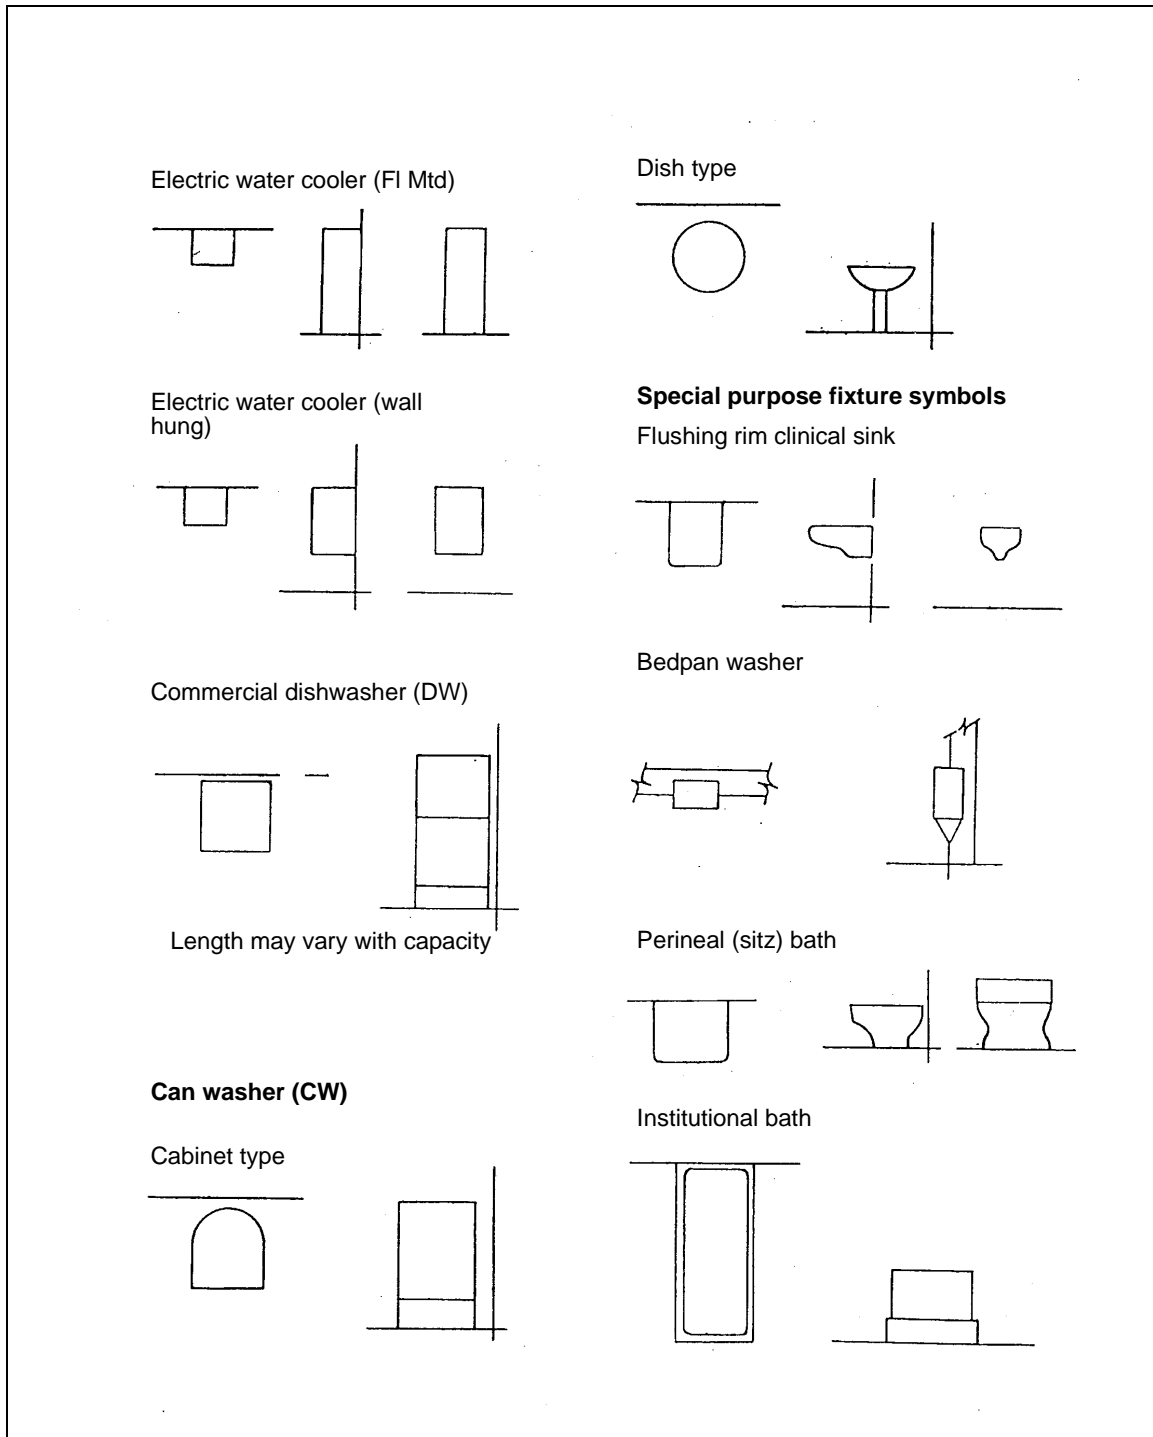 Electric water cooler (Fl Mtd)
Electric water cooler (wall
hung)
Commercial dishwasher (DW)
Length may vary with capacity
Can washer (CW)
Cabinet type
Dish type
Special purpose fixture symbols
Flushing rim clinical sink
Bedpan washer
Perineal (sitz) bath
Institutional bath